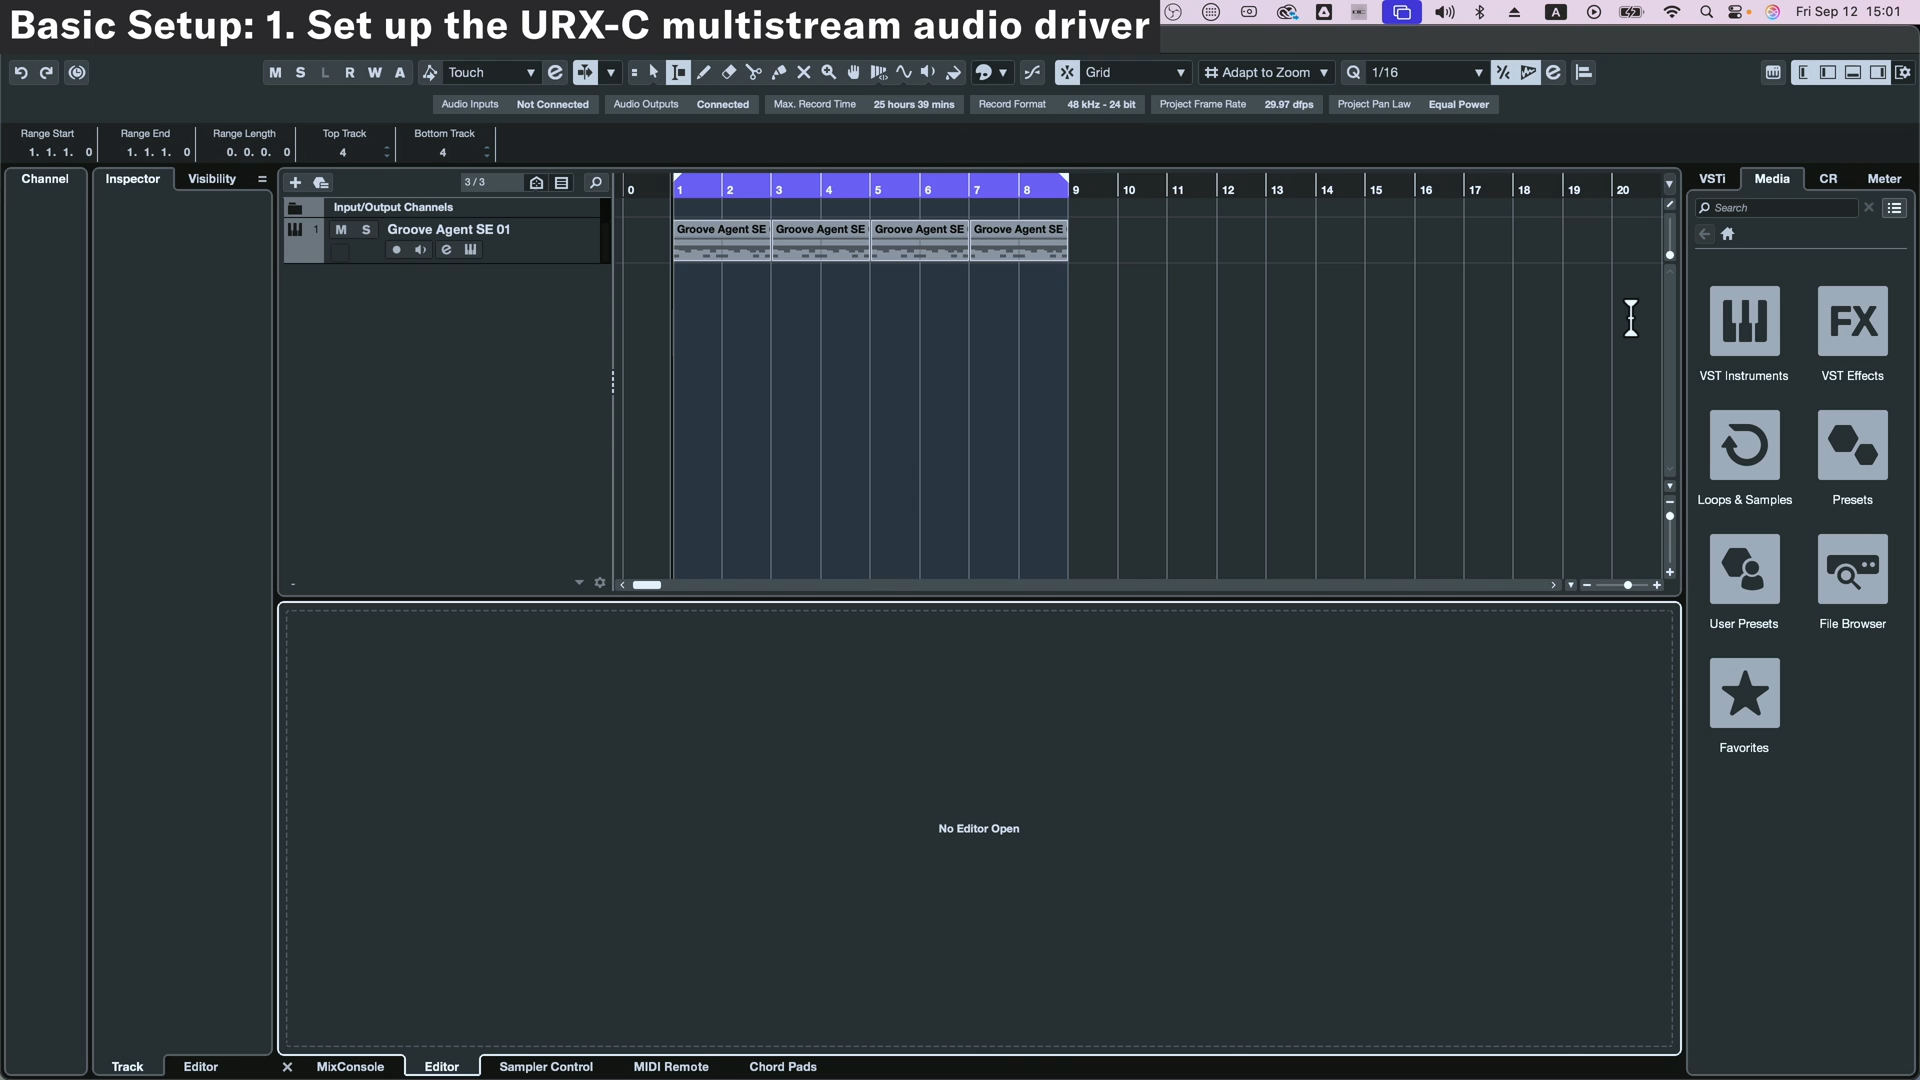 Basic Setup: 1. Set up the URX-C multistream audio driver
A
Fri Sep 12 15:01
M S L R W A
Touch
Grid
Adapt to Zoom
Q 1/16
Audio Inputs Not Connected
Audio Outputs Connected
Max. Record Time 25 hours 39 mins
Record Format 48 kHz - 24 bit
Project Frame Rate 29.97 dfps
Project Pan Law Equal Power
Range Start Range End Range Length Top Track Bottom Track
1. 1. 1. 0 1. 1. 1. 0 0. 0. 0. 0 4 4
Channel
Inspector Visibility
3 / 3
0 1 2 3 4 5 6 7 8 9 10 11 12 13 14 15 16 17 18 19 20
Input/Output Channels
1 M S Groove Agent SE 01
Groove Agent SE Groove Agent SE Groove Agent SE Groove Agent SE
VSTi Media CR Meter
Search
FX
VST Instruments VST Effects
Loops & Samples Presets
User Presets File Browser
Favorites
No Editor Open
Track Editor
MixConsole Editor Sampler Control MIDI Remote Chord Pads